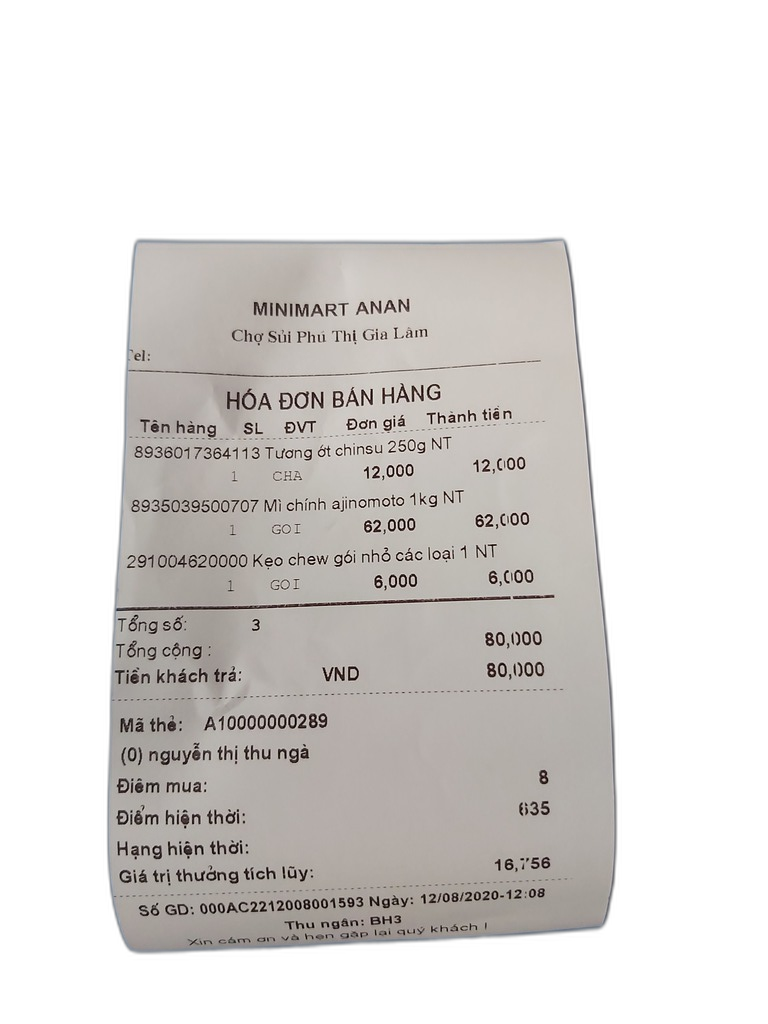 MINIMART ANAN
Chợ Sủi Phú Thị Gia Lâm
Tel:
HÓA ĐƠN BÁN HÀNG
Tên hàng SL ĐVT Đơn giá Thành tiền
8936017364113 Tương ớt chinsu 250g NT
1 CHA 12,000 12,000
8935039500707 Mì chính ajinomoto 1kg NT
1 GOI 62,000 62,000
291004620000 Kẹo chew gói nhỏ các loại 1 NT
1 GOI 6,000 6,000
Tổng số: 3
Tổng cộng : 80,000
Tiền khách trả: VND 80,000
Mã thẻ: A10000000289
(0) nguyễn thị thu ngà
Điểm mua: 8
Điểm hiện thời: 635
Hạng hiện thời:
Giá trị thưởng tích lũy: 16,756
Số GD: 000AC2212008001593 Ngày: 12/08/2020-12:08
Thu ngân: BH3
Xin cám ơn và hẹn gặp lại quý khách !